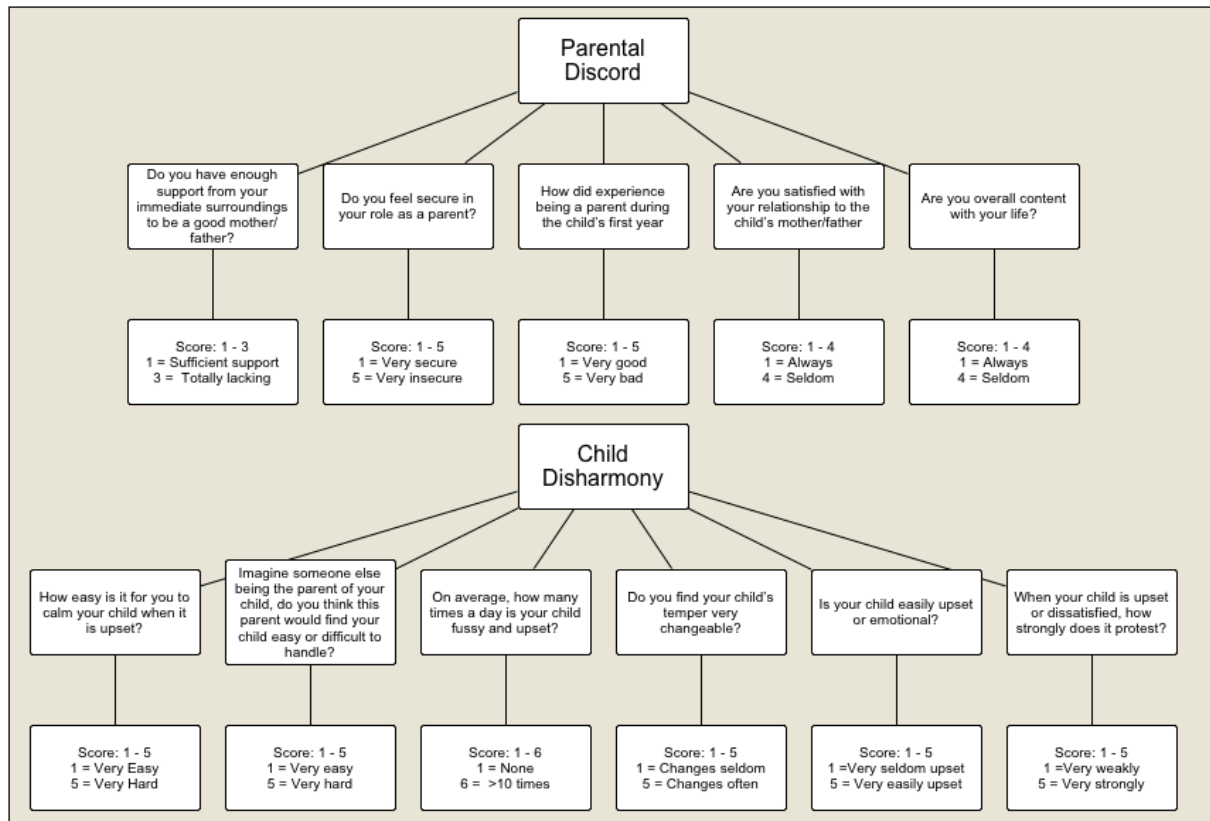 Parental
Discord
Do you have enough
support from your
immediate surroundings
to be a good mother/
father?
Do you feel secure in
your role as a parent?
How did experience
being a parent during
the child's first year
Are you satisfied with
your relationship to the
child's mother/father
Are you overall content
with your life?
Score: 1 - 3
1 = Sufficient support
3 =  Totally lacking
Score: 1 - 5
1 = Very secure
5 = Very insecure
Score: 1 - 5
1 = Very good
5 = Very bad
Score: 1 - 4
1 = Always
4 = Seldom
Score: 1 - 4
1 = Always
4 = Seldom
Child
Disharmony
How easy is it for you to
calm your child when it
is upset?
Imagine someone else
being the parent of your
child, do you think this
parent would find your
child easy or difficult to
handle?
On average, how many
times a day is your child
fussy and upset?
Do you find your child's
temper very
changeable?
Is your child easily upset
or emotional?
When your child is upset
or dissatisfied, how
strongly does it protest?
Score: 1 - 5
1 = Very Easy
5 = Very Hard
Score: 1 - 5
1 = Very easy
5 = Very hard
Score: 1 - 6
1 = None
6 =  >10 times
Score: 1 - 5
1 = Changes seldom
5 = Changes often
Score: 1 - 5
1 =Very seldom upset
5 = Very easily upset
Score: 1 - 5
1 =Very weakly
5 = Very strongly